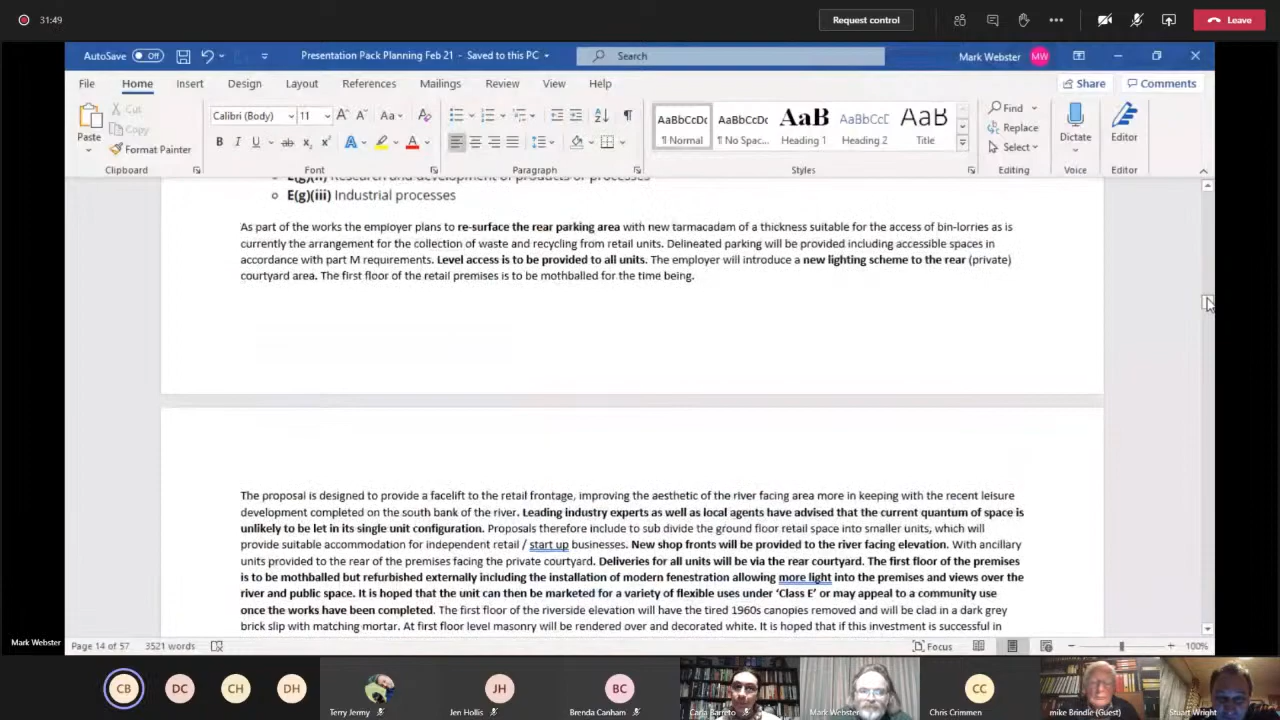 31:49
Request control
Leave
AutoSave Off
Presentation Pack Planning Feb 21 - Saved to this PC
Search
Mark Webster MW
File Home Insert Draw Design Layout References Mailings Review View Help
Share Comments
Paste
Cut
Copy
Format Painter
Calibri (Body) 11
AaBbCcDc
¶ Normal
AaBbCcDc
¶ No Spac...
AaB
Heading 1
AaBbCcC
Heading 2
AaB
Title
Find
Replace
Select
Dictate
Editor
Clipboard Font Paragraph Styles Editing Voice Editor
E(g)(ii) Research and development of products or processes
E(g)(iii) Industrial processes
As part of the works the employer plans to re-surface the rear parking area with new tarmacadam of a thickness suitable for the access of bin-lorries as is
currently the arrangement for the collection of waste and recycling from retail units. Delineated parking will be provided including accessible spaces in
accordance with part M requirements. Level access is to be provided to all units. The employer will introduce a new lighting scheme to the rear (private)
courtyard area. The first floor of the retail premises is to be mothballed for the time being.
The proposal is designed to provide a facelift to the retail frontage, improving the aesthetic of the river facing area more in keeping with the recent leisure
development completed on the south bank of the river. Leading industry experts as well as local agents have advised that the current quantum of space is
unlikely to be let in its single unit configuration. Proposals therefore include to sub divide the ground floor retail space into smaller units, which will
provide suitable accommodation for independent retail / start up businesses. New shop fronts will be provided to the river facing elevation. With ancillary
units provided to the rear of the premises facing the private courtyard. Deliveries for all units will be via the rear courtyard. The first floor of the premises
is to be mothballed but refurbished externally including the installation of modern fenestration allowing more light into the premises and views over the
river and public space. It is hoped that the unit can then be marketed for a variety of flexible uses under ‘Class E’ or may appeal to a community use
once the works have been completed. The first floor of the riverside elevation will have the tired 1960s canopies removed and will be clad in a dark grey
brick slip with matching mortar. At first floor level masonry will be rendered over and decorated white. It is hoped that if this investment is successful in
Mark Webster
Page 14 of 57 3521 words
Focus
100%
CB DC CH DH JH BC CC
Terry Jermy Jen Hollis Brenda Canham Carla Barreto Mark Webster Chris Crimmen mike Brindle (Guest) Stuart Wright